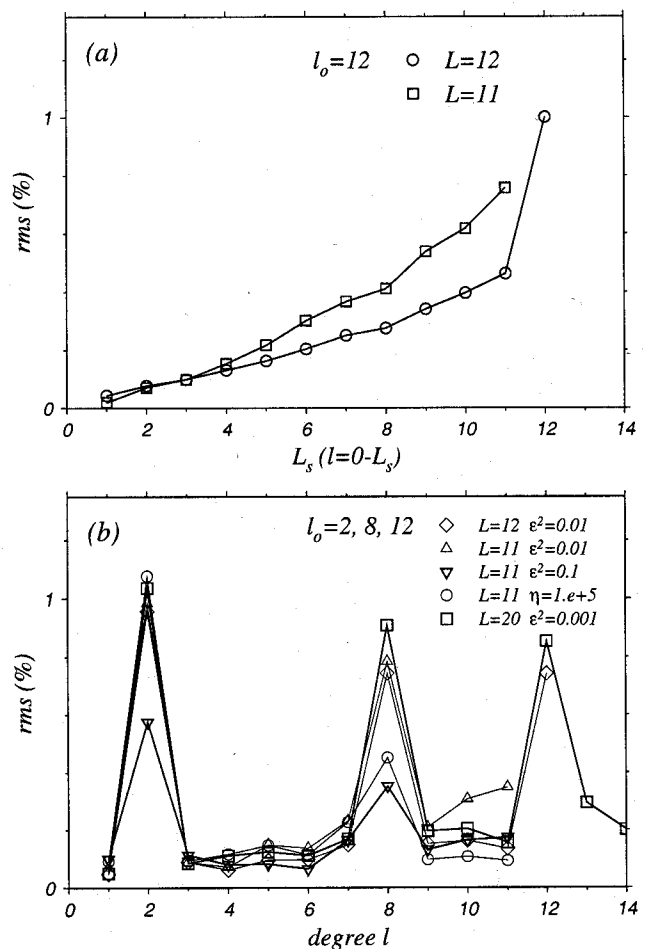 (a)
l_o=12
L=12
L=11
1
rms (%)
0
0 2 4 6 8 10 12 14
L_s (l=0-L_s)
(b)
l_o=2, 8, 12
L=12 ε²=0.01
L=11 ε²=0.01
L=11 ε²=0.1
L=11 η=1.e+5
L=20 ε²=0.001
1
rms (%)
0
0 2 4 6 8 10 12 14
degree l